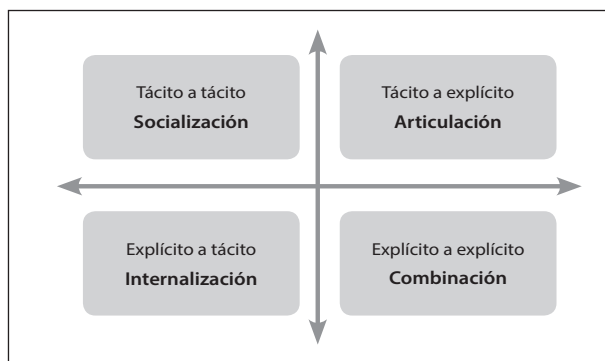 Tácito a tácito
Socialización
Tácito a explícito
Articulación
Explícito a tácito
Internalización
Explícito a explícito
Combinación